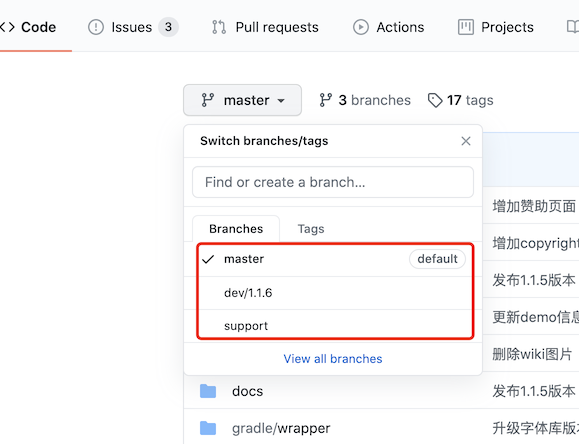 <> Code Issues 3 Pull requests Actions Projects
master 3 branches 17 tags
Switch branches/tags
Find or create a branch...
Branches Tags
master default
dev/1.1.6
support
View all branches
增加赞助页面
增加copyright
发布1.1.5版本
更新demo信息
删除wiki图片
docs 发布1.1.5版本
gradle/wrapper 升级字体库版本